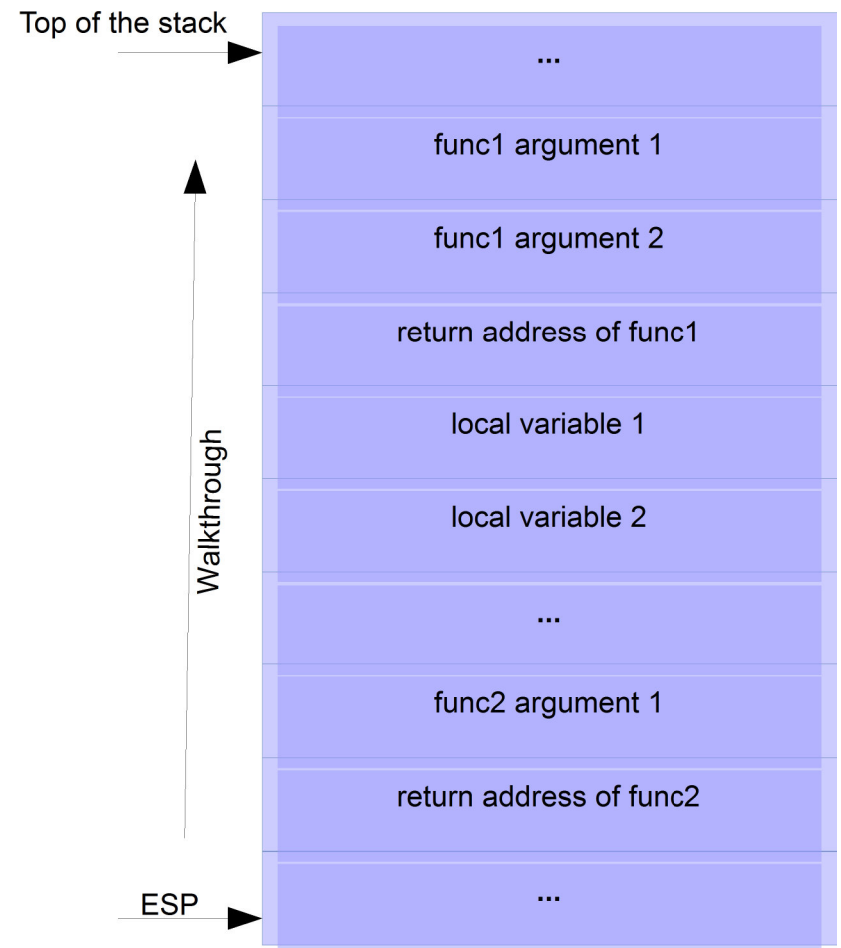 Top of the stack
...
func1 argument 1
func1 argument 2
return address of func1
local variable 1
local variable 2
...
func2 argument 1
return address of func2
...
Walkthrough
ESP